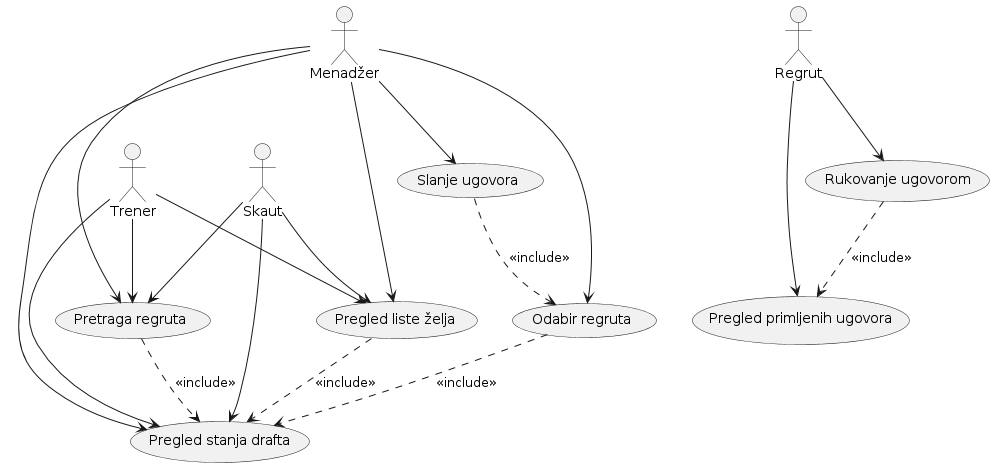 Menadžer
Regrut
Trener
Skaut
Slanje ugovora
Rukovanje ugovorom
«include»
«include»
Pretraga regruta
Pregled liste želja
Odabir regruta
Pregled primljenih ugovora
«include»
«include»
«include»
Pregled stanja drafta